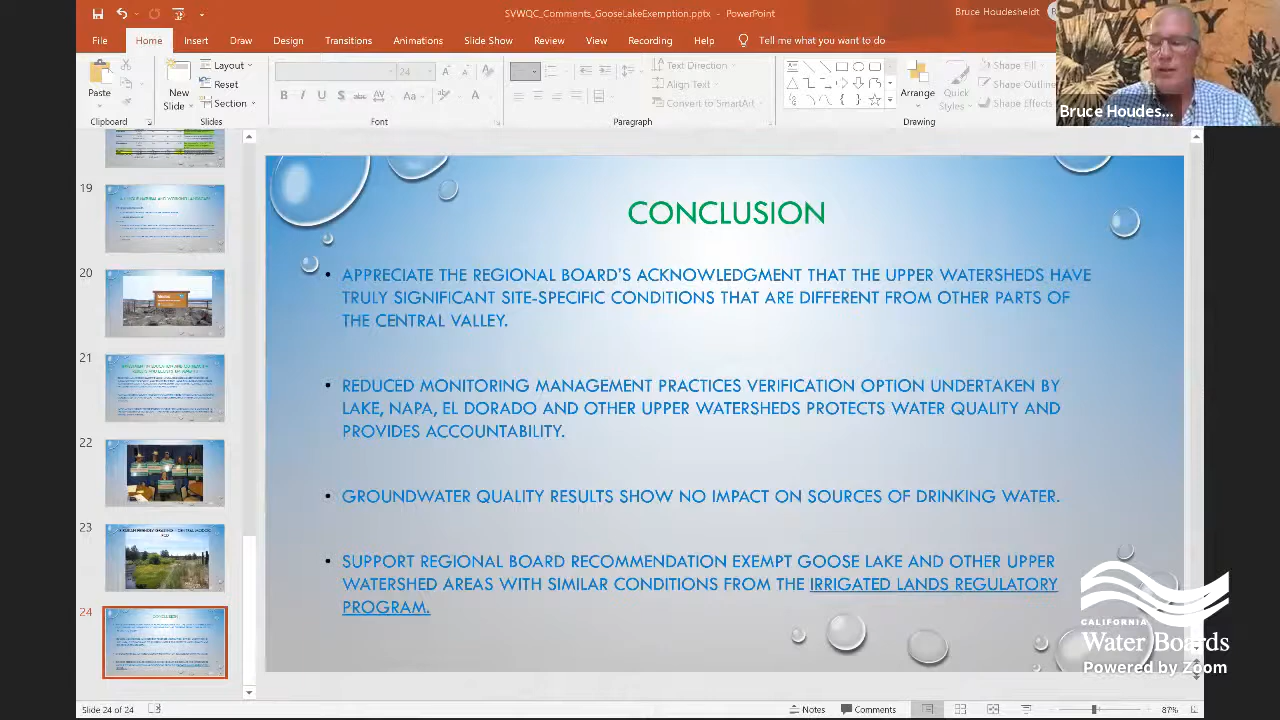 SVWQC_Comments_GooseLakeExemption.pptx - PowerPoint
Bruce Houdesheldt
File Home Insert Draw Design Transitions Animations Slide Show Review View Recording Help Tell me what you want to do
Paste
Clipboard
New
Slide
Layout
Reset
Section
Slides
24
B I U S abc AV Aa A
Text Direction
Align Text
Convert to SmartArt
Paragraph
Arrange
Quick
Styles
Drawing
Shape Fill
Shape Outline
Shape Effects
Bruce Houdes...
19
20
21
22
23
24
CONCLUSION
• APPRECIATE THE REGIONAL BOARD'S ACKNOWLEDGMENT THAT THE UPPER WATERSHEDS HAVE
TRULY SIGNIFICANT SITE-SPECIFIC CONDITIONS THAT ARE DIFFERENT FROM OTHER PARTS OF
THE CENTRAL VALLEY.
• REDUCED MONITORING MANAGEMENT PRACTICES VERIFICATION OPTION UNDERTAKEN BY
LAKE, NAPA, EL DORADO AND OTHER UPPER WATERSHEDS PROTECTS WATER QUALITY AND
PROVIDES ACCOUNTABILITY.
• GROUNDWATER QUALITY RESULTS SHOW NO IMPACT ON SOURCES OF DRINKING WATER.
• SUPPORT REGIONAL BOARD RECOMMENDATION EXEMPT GOOSE LAKE AND OTHER UPPER
WATERSHED AREAS WITH SIMILAR CONDITIONS FROM THE IRRIGATED LANDS REGULATORY
PROGRAM.
CALIFORNIA
Water Boards
Powered by Zoom
Slide 24 of 24
Notes
Comments
87%